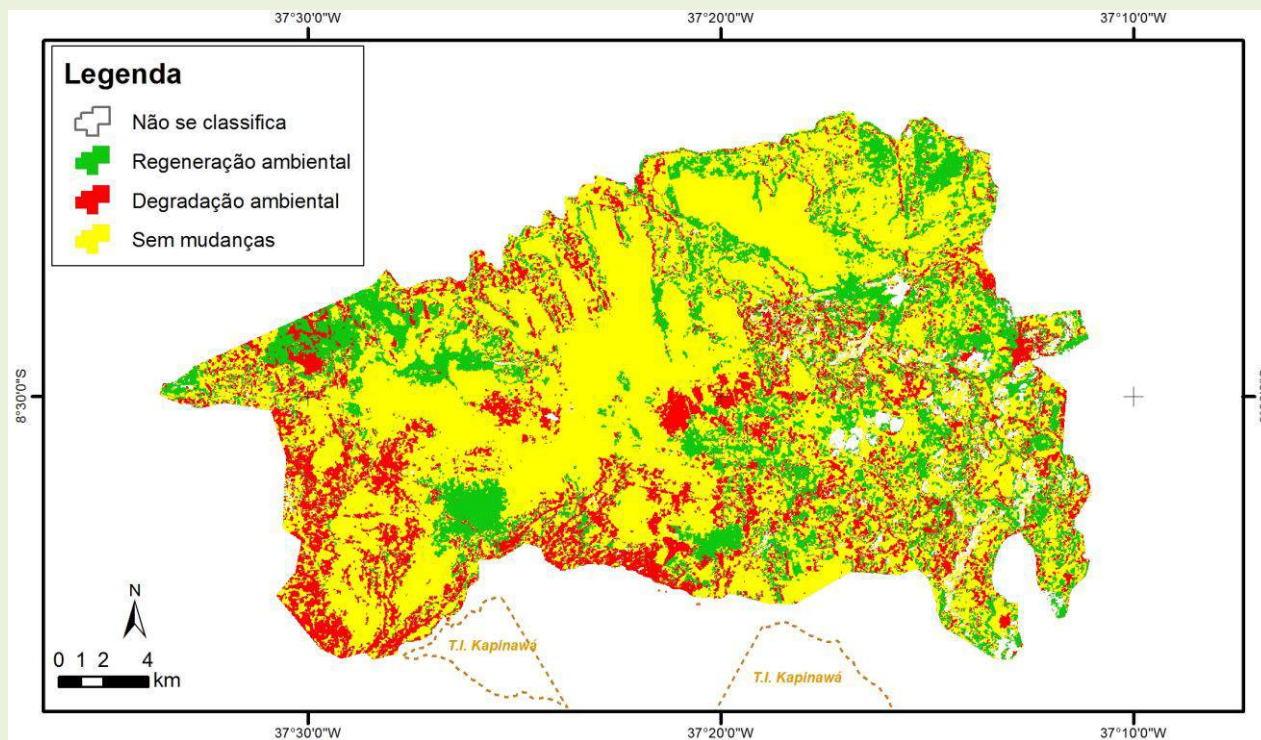 37°30'0"W 37°20'0"W 37°10'0"W
Legenda
Não se classifica
Regeneração ambiental
Degradação ambiental
Sem mudanças
8°30'S
N
0 1 2 4
km
T.I. Kapinawá
T.I. Kapinawá
37°30'0"W 37°20'0"W 37°10'0"W